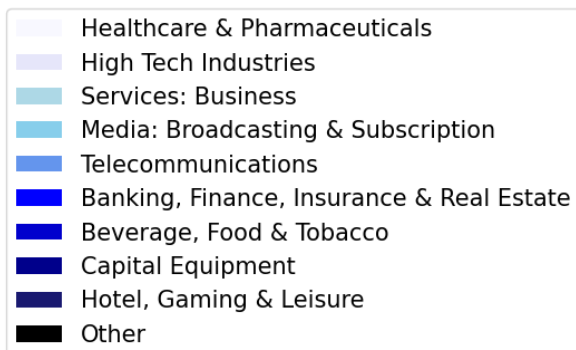 Healthcare & Pharmaceuticals
High Tech Industries
Services: Business
Media: Broadcasting & Subscription
Telecommunications
Banking, Finance, Insurance & Real Estate
Beverage, Food & Tobacco
Capital Equipment
Hotel, Gaming & Leisure
Other